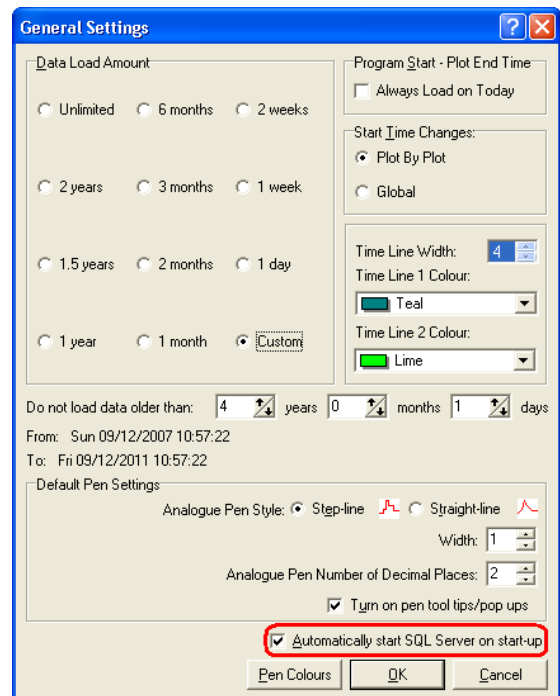 General Settings
Data Load Amount
Unlimited
6 months
2 weeks
2 years
3 months
1 week
1.5 years
2 months
1 day
1 year
1 month
Custom
Program Start - Plot End Time
Always Load on Today
Start Time Changes:
Plot By Plot
Global
Time Line Width: 4
Time Line 1 Colour:
Teal
Time Line 2 Colour:
Lime
Do not load data older than: 4 years 0 months 1 days
From: Sun 09/12/2007 10:57:22
To: Fri 09/12/2011 10:57:22
Default Pen Settings
Analogue Pen Style: Step-line Straight-line
Width: 1
Analogue Pen Number of Decimal Places: 2
Turn on pen tool tips/pop ups
Automatically start SQL Server on start-up
Pen Colours OK Cancel